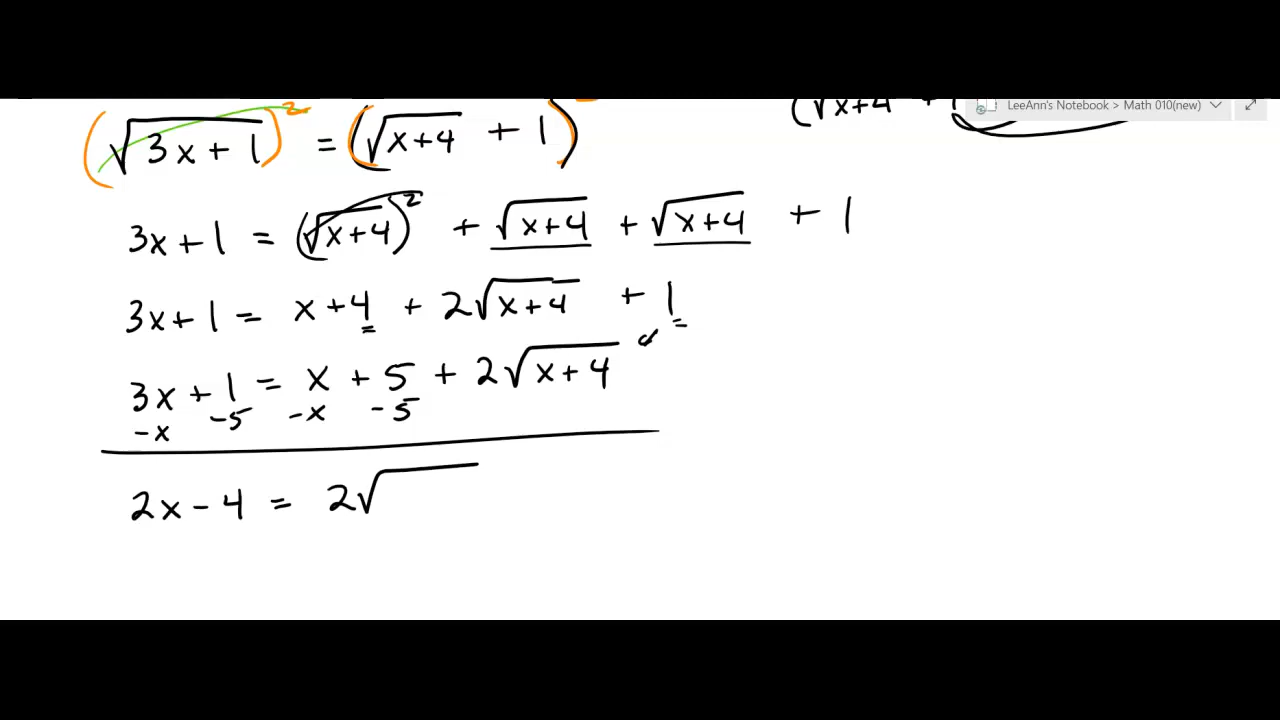 (√x+4 LeeAnn's Notebook > Math 010(new)
(√3x+1)² = (√x+4 + 1)
3x+1 = (√x+4)² + √x+4 + √x+4 + 1
3x+1 = x+4 + 2√x+4 + 1
3x+1 = x + 5 + 2√x+4
-x -5 -x -5
2x-4 = 2√